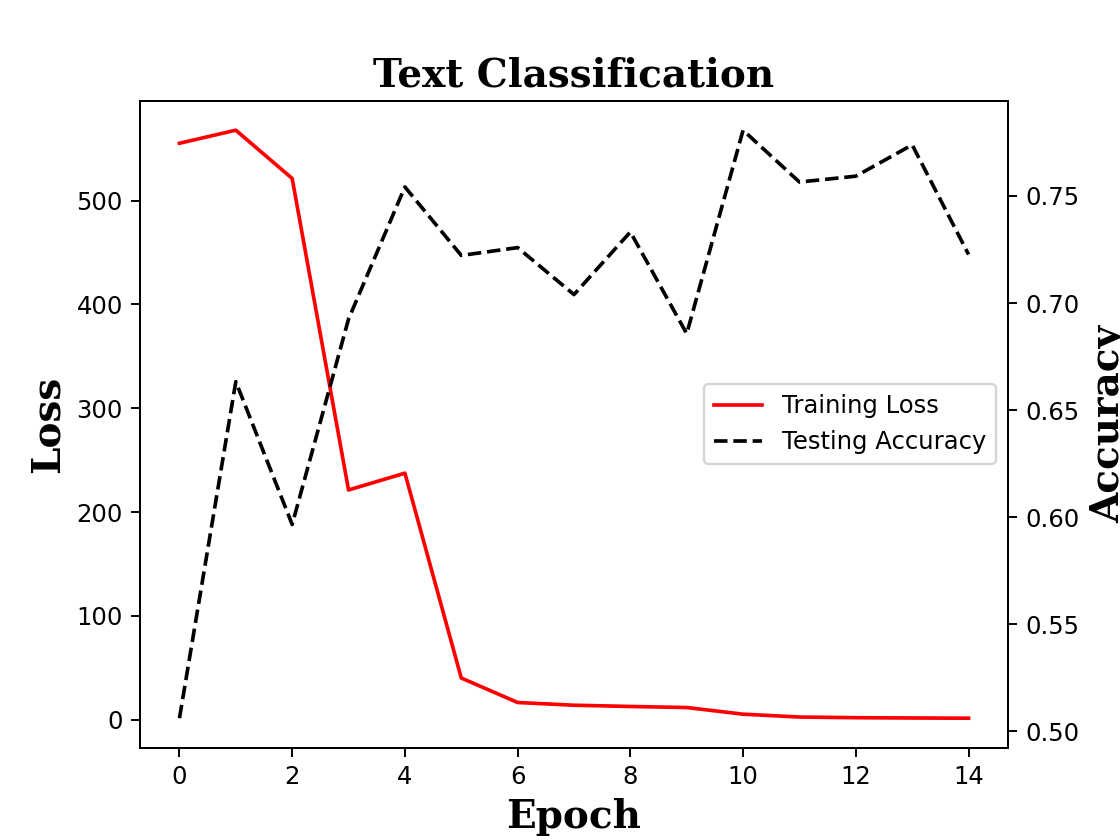 Text Classification
Loss
500
400
300
200
100
0
0 2 4 6 8 10 12 14
Epoch
0.75
0.70
0.65
0.60
0.55
0.50
Accuracy
Training Loss
Testing Accuracy